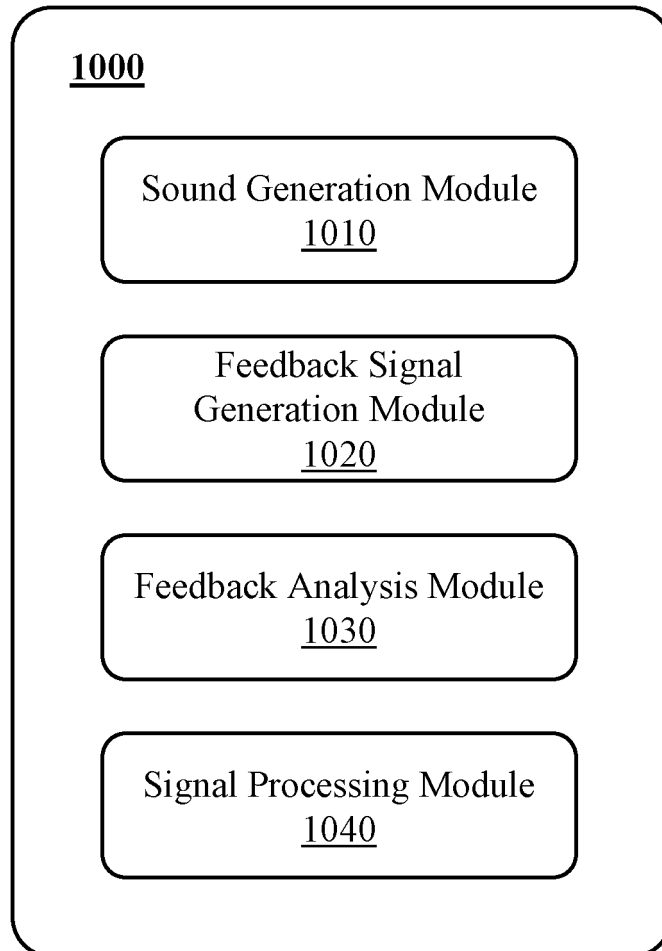 1000
Sound Generation Module
1010
Feedback Signal
Generation Module
1020
Feedback Analysis Module
1030
Signal Processing Module
1040